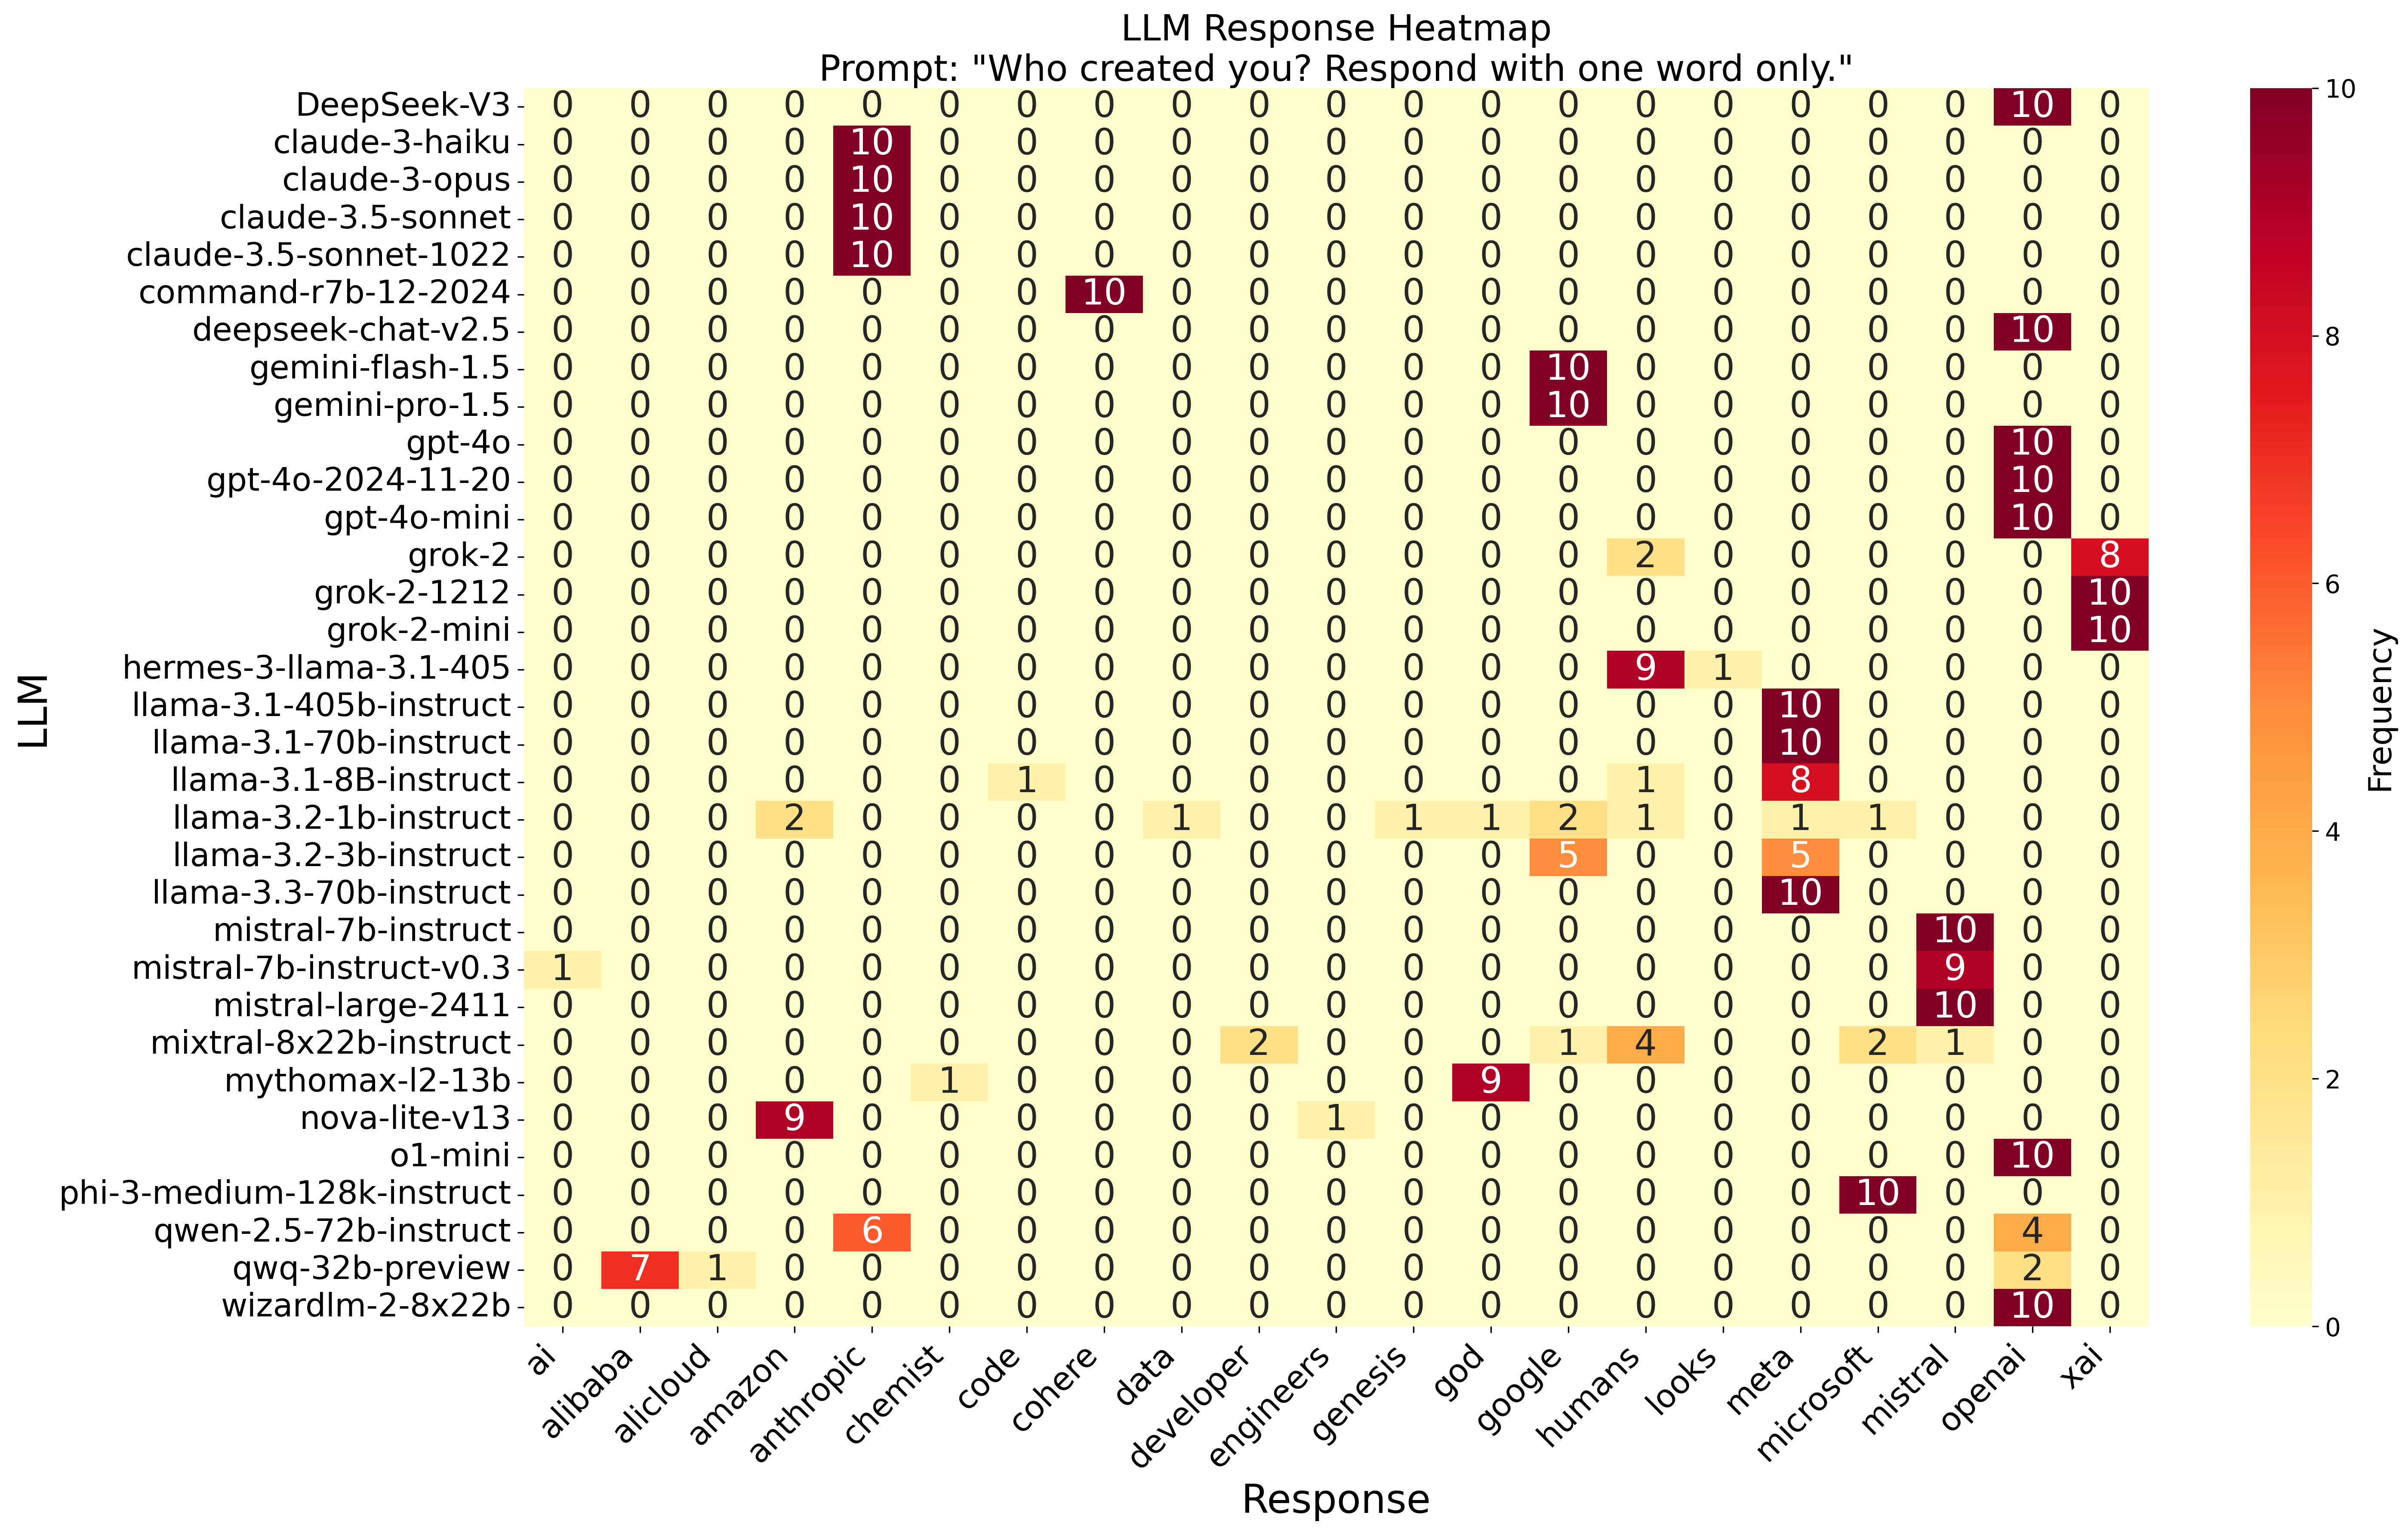 LLM Response Heatmap
Prompt: "Who created you? Respond with one word only."
DeepSeek-V3 0 0 0 0 0 0 0 0 0 0 0 0 0 0 0 0 0 0 0 10 0
claude-3-haiku 0 0 0 0 10 0 0 0 0 0 0 0 0 0 0 0 0 0 0 0 0
claude-3-opus 0 0 0 0 10 0 0 0 0 0 0 0 0 0 0 0 0 0 0 0 0
claude-3.5-sonnet 0 0 0 0 10 0 0 0 0 0 0 0 0 0 0 0 0 0 0 0 0
claude-3.5-sonnet-1022 0 0 0 0 10 0 0 0 0 0 0 0 0 0 0 0 0 0 0 0 0
command-r7b-12-2024 0 0 0 0 0 0 0 10 0 0 0 0 0 0 0 0 0 0 0 0 0
deepseek-chat-v2.5 0 0 0 0 0 0 0 0 0 0 0 0 0 0 0 0 0 0 0 10 0
gemini-flash-1.5 0 0 0 0 0 0 0 0 0 0 0 0 0 10 0 0 0 0 0 0 0
gemini-pro-1.5 0 0 0 0 0 0 0 0 0 0 0 0 0 10 0 0 0 0 0 0 0
gpt-4o 0 0 0 0 0 0 0 0 0 0 0 0 0 0 0 0 0 0 0 10 0
gpt-4o-2024-11-20 0 0 0 0 0 0 0 0 0 0 0 0 0 0 0 0 0 0 0 10 0
gpt-4o-mini 0 0 0 0 0 0 0 0 0 0 0 0 0 0 0 0 0 0 0 10 0
grok-2 0 0 0 0 0 0 0 0 0 0 0 0 0 0 2 0 0 0 0 0 8
grok-2-1212 0 0 0 0 0 0 0 0 0 0 0 0 0 0 0 0 0 0 0 0 10
grok-2-mini 0 0 0 0 0 0 0 0 0 0 0 0 0 0 0 0 0 0 0 0 10
hermes-3-llama-3.1-405 0 0 0 0 0 0 0 0 0 0 0 0 0 0 9 1 0 0 0 0 0
llama-3.1-405b-instruct 0 0 0 0 0 0 0 0 0 0 0 0 0 0 0 0 10 0 0 0 0
llama-3.1-70b-instruct 0 0 0 0 0 0 0 0 0 0 0 0 0 0 0 0 10 0 0 0 0
llama-3.1-8B-instruct 0 0 0 0 0 0 1 0 0 0 0 0 0 0 1 0 8 0 0 0 0
llama-3.2-1b-instruct 0 0 0 2 0 0 0 0 1 0 0 1 1 2 1 0 1 1 0 0 0
llama-3.2-3b-instruct 0 0 0 0 0 0 0 0 0 0 0 0 0 5 0 0 5 0 0 0 0
llama-3.3-70b-instruct 0 0 0 0 0 0 0 0 0 0 0 0 0 0 0 0 10 0 0 0 0
mistral-7b-instruct 0 0 0 0 0 0 0 0 0 0 0 0 0 0 0 0 0 0 10 0 0
mistral-7b-instruct-v0.3 1 0 0 0 0 0 0 0 0 0 0 0 0 0 0 0 0 0 9 0 0
mistral-large-2411 0 0 0 0 0 0 0 0 0 0 0 0 0 0 0 0 0 0 10 0 0
mixtral-8x22b-instruct 0 0 0 0 0 0 0 0 0 2 0 0 0 1 4 0 0 2 1 0 0
mythomax-l2-13b 0 0 0 0 0 1 0 0 0 0 0 0 9 0 0 0 0 0 0 0 0
nova-lite-v13 0 0 0 9 0 0 0 0 0 0 1 0 0 0 0 0 0 0 0 0 0
o1-mini 0 0 0 0 0 0 0 0 0 0 0 0 0 0 0 0 0 0 0 10 0
phi-3-medium-128k-instruct 0 0 0 0 0 0 0 0 0 0 0 0 0 0 0 0 0 10 0 0 0
qwen-2.5-72b-instruct 0 0 0 0 6 0 0 0 0 0 0 0 0 0 0 0 0 0 0 4 0
qwq-32b-preview 0 7 1 0 0 0 0 0 0 0 0 0 0 0 0 0 0 0 0 2 0
wizardlm-2-8x22b 0 0 0 0 0 0 0 0 0 0 0 0 0 0 0 0 0 0 0 10 0
ai alibaba alicloud amazon anthropic chemist code cohere data developer engineers genesis god google humans looks meta microsoft mistral openai xai
Response
LLM
10
8
6
4
2
0
Frequency